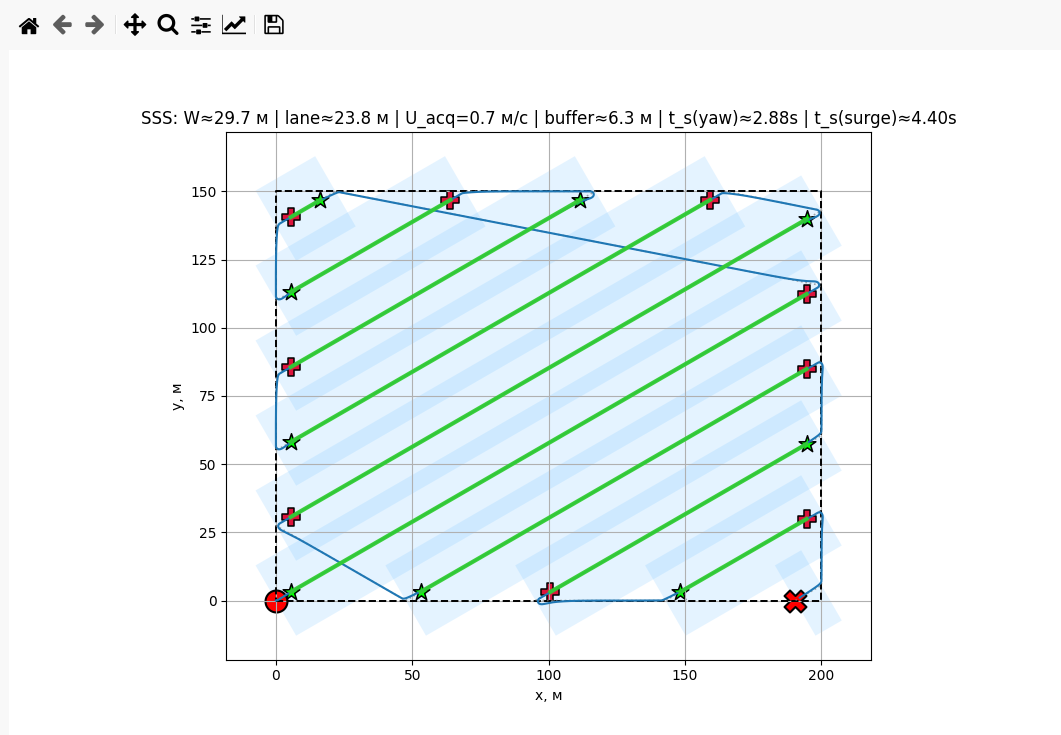 SSS: W≈29.7 м | lane≈23.8 м | U_acq=0.7 м/с | buffer≈6.3 м | t_s(yaw)≈2.88s | t_s(surge)≈4.40s
150
125
100
75
50
25
0
y, м
0 50 100 150 200
x, м